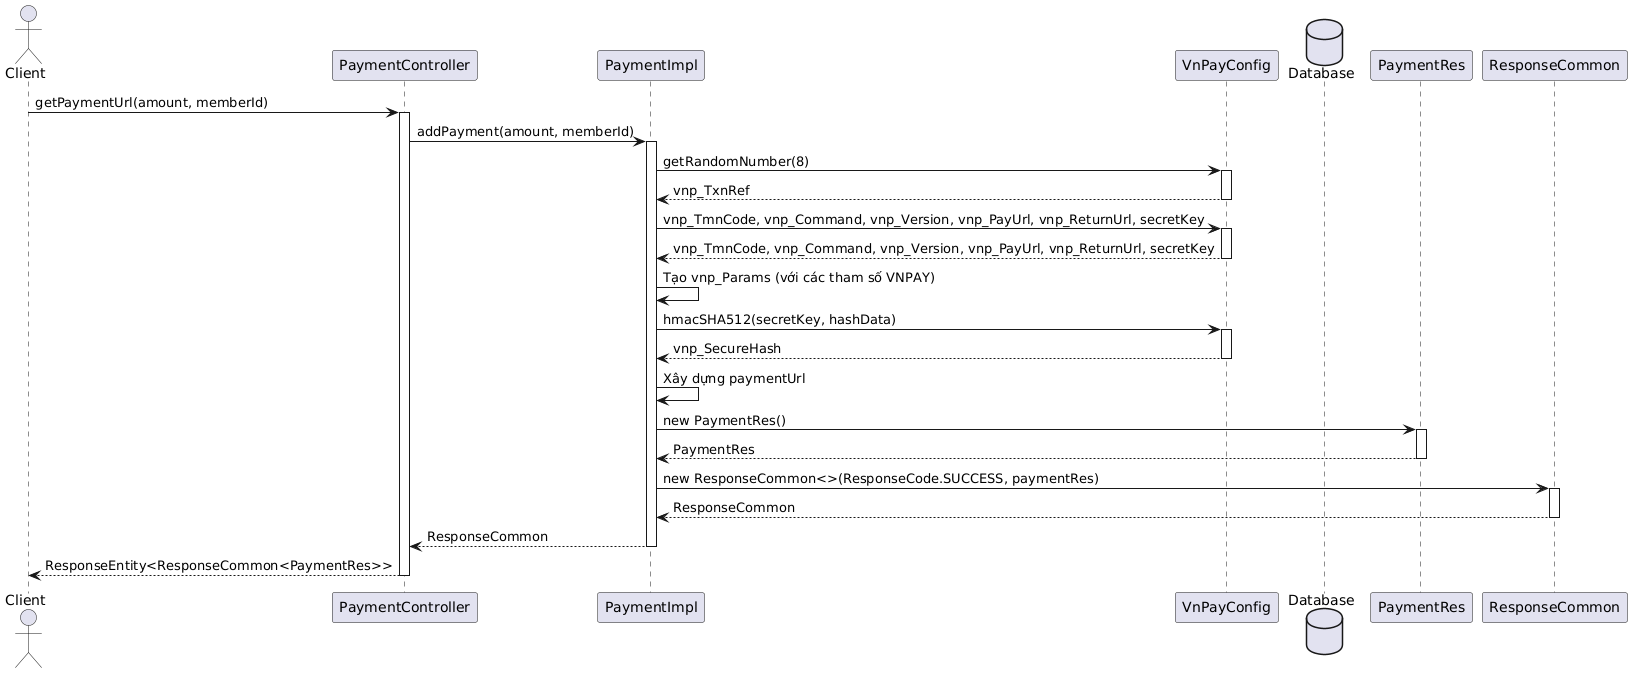 Client
PaymentController
PaymentImpl
VnPayConfig
Database
PaymentRes
ResponseCommon
getPaymentUrl(amount, memberId)
addPayment(amount, memberId)
getRandomNumber(8)
vnp_TxnRef
vnp_TmnCode, vnp_Command, vnp_Version, vnp_PayUrl, vnp_ReturnUrl, secretKey
vnp_TmnCode, vnp_Command, vnp_Version, vnp_PayUrl, vnp_ReturnUrl, secretKey
Tạo vnp_Params (với các tham số VNPAY)
hmacSHA512(secretKey, hashData)
vnp_SecureHash
Xây dựng paymentUrl
new PaymentRes()
PaymentRes
new ResponseCommon<>(ResponseCode.SUCCESS, paymentRes)
ResponseCommon
ResponseCommon
ResponseEntity<ResponseCommon<PaymentRes>>
Client
PaymentController
PaymentImpl
VnPayConfig
Database
PaymentRes
ResponseCommon